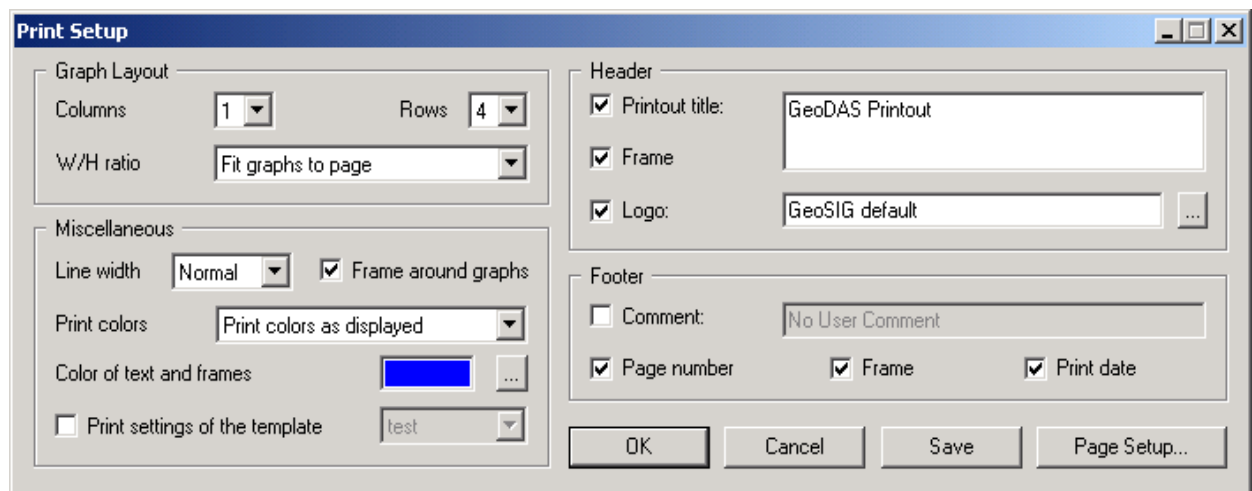 Print Setup
Graph Layout
Columns 1 Rows 4
W/H ratio Fit graphs to page
Miscellaneous
Line width Normal Frame around graphs
Print colors Print colors as displayed
Color of text and frames ...
Print settings of the template test
Header
Printout title: GeoDAS Printout
Frame
Logo: GeoSIG default ...
Footer
Comment: No User Comment
Page number Frame Print date
OK Cancel Save Page Setup...